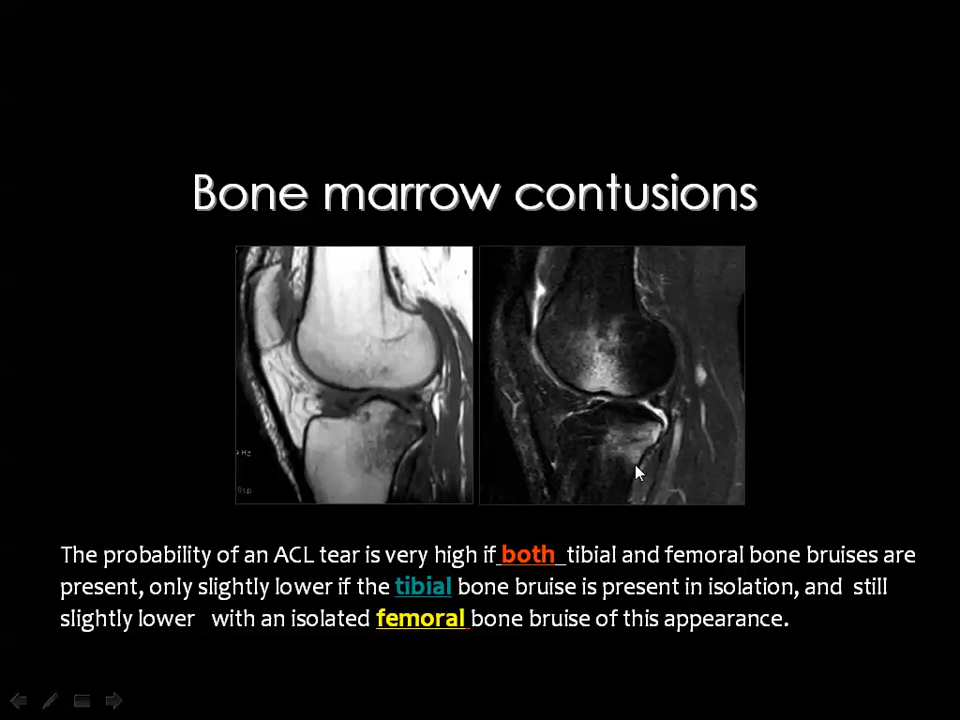 Bone marrow contusions
Hz
0sp
The probability of an ACL tear is very high if both tibial and femoral bone bruises are
present, only slightly lower if the tibial bone bruise is present in isolation, and still
slightly lower with an isolated femoral bone bruise of this appearance.